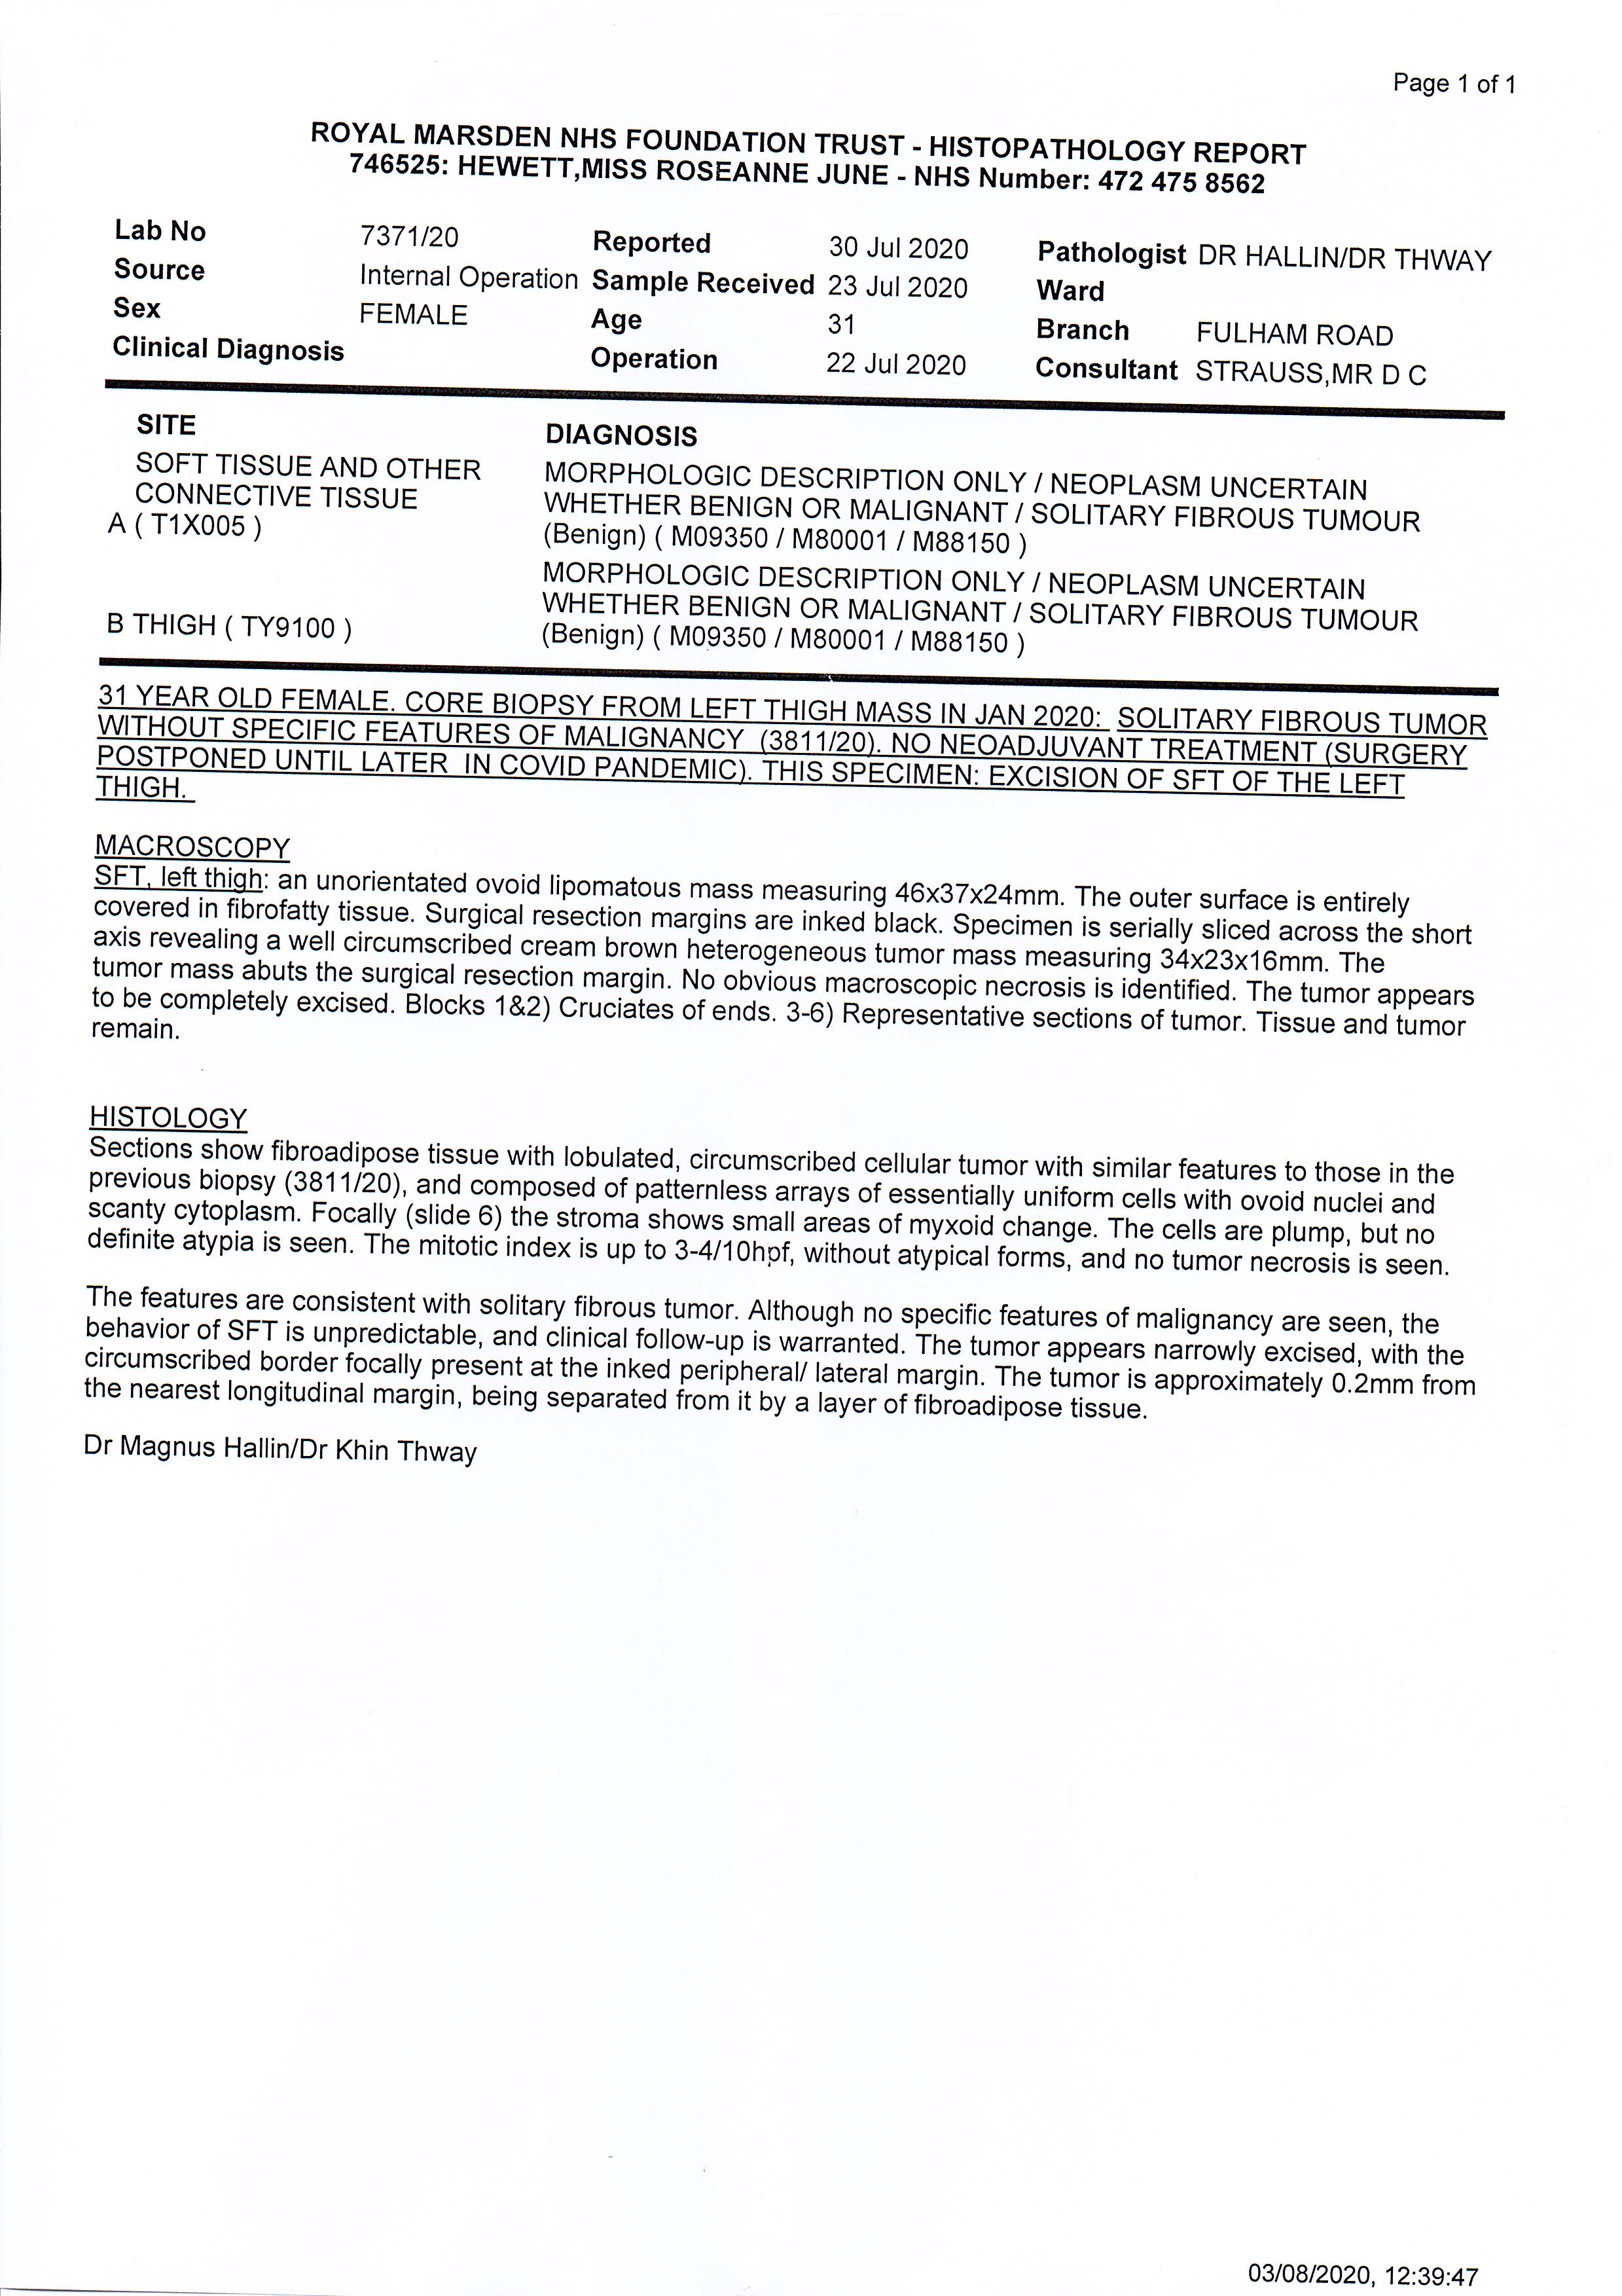 Page 1 of 1
ROYAL MARSDEN NHS FOUNDATION TRUST - HISTOPATHOLOGY REPORT
746525: HEWETT,MISS ROSEANNE JUNE - NHS Number: 472 475 8562
Lab No 7371/20 Reported 30 Jul 2020 Pathologist DR HALLIN/DR THWAY
Source Internal Operation Sample Received 23 Jul 2020 Ward
Sex FEMALE Age 31 Branch FULHAM ROAD
Clinical Diagnosis Operation 22 Jul 2020 Consultant STRAUSS,MR D C
SITE DIAGNOSIS
SOFT TISSUE AND OTHER MORPHOLOGIC DESCRIPTION ONLY / NEOPLASM UNCERTAIN
CONNECTIVE TISSUE WHETHER BENIGN OR MALIGNANT / SOLITARY FIBROUS TUMOUR
A ( T1X005 ) (Benign) ( M09350 / M80001 / M88150 )
MORPHOLOGIC DESCRIPTION ONLY / NEOPLASM UNCERTAIN
WHETHER BENIGN OR MALIGNANT / SOLITARY FIBROUS TUMOUR
B THIGH ( TY9100 ) (Benign) ( M09350 / M80001 / M88150 )
31 YEAR OLD FEMALE. CORE BIOPSY FROM LEFT THIGH MASS IN JAN 2020: SOLITARY FIBROUS TUMOR
WITHOUT SPECIFIC FEATURES OF MALIGNANCY (3811/20). NO NEOADJUVANT TREATMENT (SURGERY
POSTPONED UNTIL LATER IN COVID PANDEMIC). THIS SPECIMEN: EXCISION OF SFT OF THE LEFT
THIGH.
MACROSCOPY
SFT, left thigh: an unorientated ovoid lipomatous mass measuring 46x37x24mm. The outer surface is entirely
covered in fibrofatty tissue. Surgical resection margins are inked black. Specimen is serially sliced across the short
axis revealing a well circumscribed cream brown heterogeneous tumor mass measuring 34x23x16mm. The
tumor mass abuts the surgical resection margin. No obvious macroscopic necrosis is identified. The tumor appears
to be completely excised. Blocks 1&2) Cruciates of ends. 3-6) Representative sections of tumor. Tissue and tumor
remain.
HISTOLOGY
Sections show fibroadipose tissue with lobulated, circumscribed cellular tumor with similar features to those in the
previous biopsy (3811/20), and composed of patternless arrays of essentially uniform cells with ovoid nuclei and
scanty cytoplasm. Focally (slide 6) the stroma shows small areas of myxoid change. The cells are plump, but no
definite atypia is seen. The mitotic index is up to 3-4/10hpf, without atypical forms, and no tumor necrosis is seen.
The features are consistent with solitary fibrous tumor. Although no specific features of malignancy are seen, the
behavior of SFT is unpredictable, and clinical follow-up is warranted. The tumor appears narrowly excised, with the
circumscribed border focally present at the inked peripheral/ lateral margin. The tumor is approximately 0.2mm from
the nearest longitudinal margin, being separated from it by a layer of fibroadipose tissue.
Dr Magnus Hallin/Dr Khin Thway
03/08/2020, 12:39:47